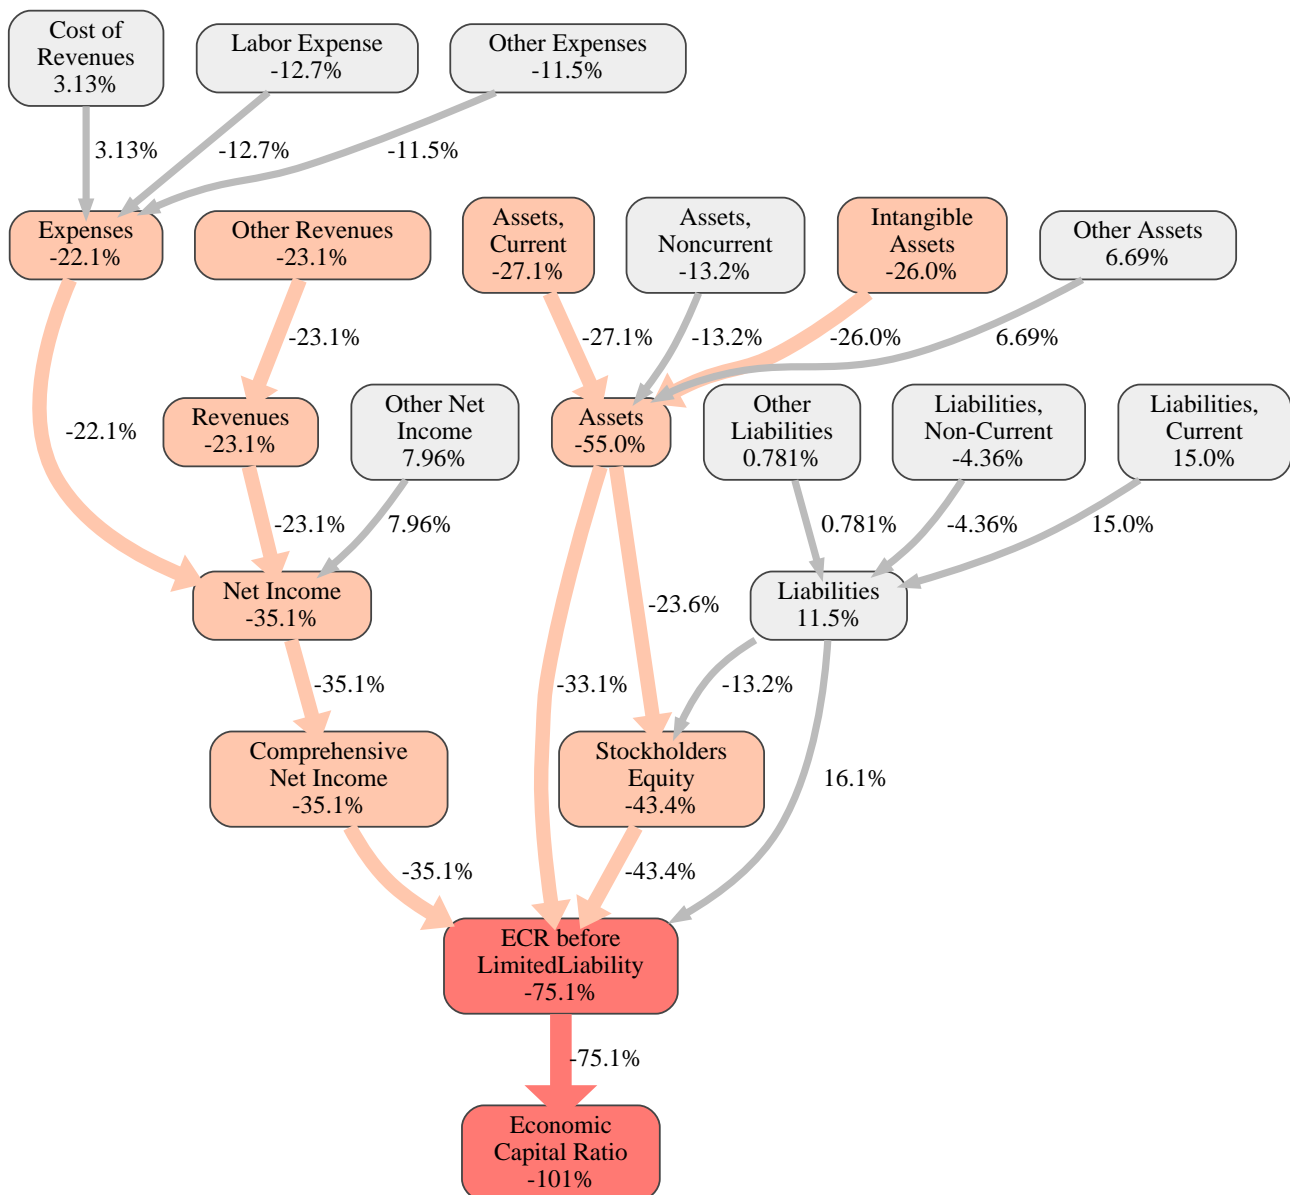 Cost of
Revenues
3.13%
Labor Expense
-12.7%
Other Expenses
-11.5%
3.13%
-12.7%
-11.5%
Expenses
-22.1%
Other Revenues
-23.1%
Assets,
Current
-27.1%
Assets,
Noncurrent
-13.2%
Intangible
Assets
-26.0%
Other Assets
6.69%
-23.1%
-27.1%
-13.2%
-26.0%
6.69%
-22.1%
Revenues
-23.1%
Other Net
Income
7.96%
Assets
-55.0%
Other
Liabilities
0.781%
Liabilities,
Non-Current
-4.36%
Liabilities,
Current
15.0%
-23.1%
7.96%
0.781%
-4.36%
15.0%
Net Income
-35.1%
-23.6%
Liabilities
11.5%
-35.1%
-33.1%
-13.2%
Comprehensive
Net Income
-35.1%
Stockholders
Equity
-43.4%
16.1%
-35.1%
-43.4%
ECR before
LimitedLiability
-75.1%
-75.1%
Economic
Capital Ratio
-101%